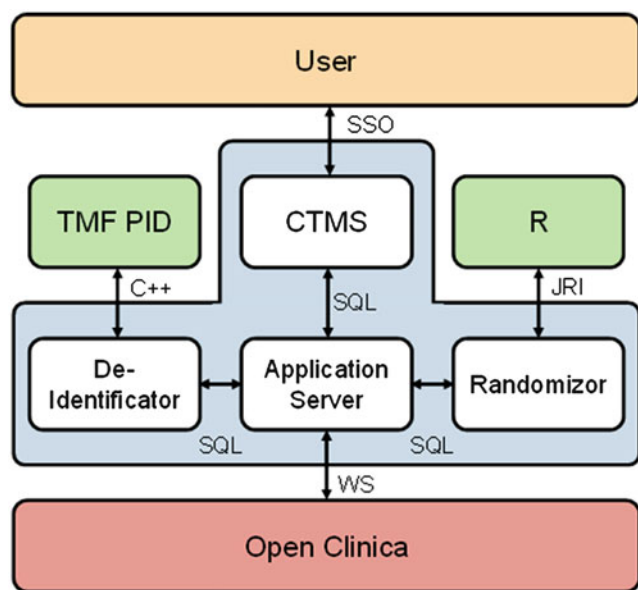 User
SSO
TMF PID
CTMS
R
C++
SQL
JRI
De-
Identificator
Application
Server
Randomizor
SQL
SQL
WS
Open Clinica